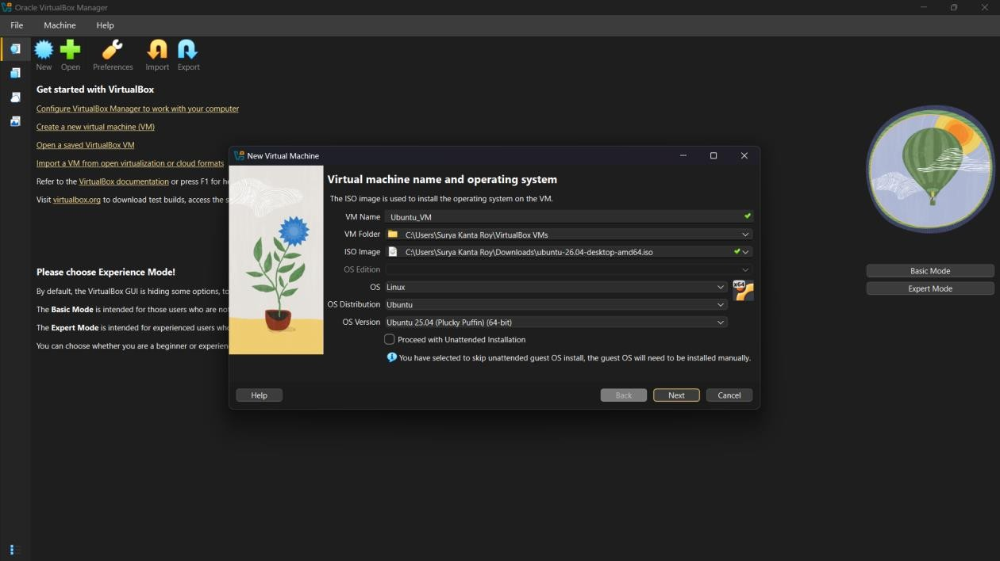 Oracle VirtualBox Manager
File Machine Help
New Open Preferences Import Export
Get started with VirtualBox
Configure VirtualBox Manager to work with your computer
Create a new virtual machine (VM)
Open a saved VirtualBox VM
Import a VM from open virtualization or cloud formats
Refer to the VirtualBox documentation or press F1 for he
Visit virtualbox.org to download test builds, access the s
Please choose Experience Mode!
By default, the VirtualBox GUI is hiding some options, to
The Basic Mode is intended for those users who are not
The Expert Mode is intended for experienced users who
You can choose whether you are a beginner or experien
New Virtual Machine
Virtual machine name and operating system
The ISO image is used to install the operating system on the VM.
VM Name Ubuntu_VM
VM Folder C:\Users\Surya Kanta Roy\VirtualBox VMs
ISO Image C:\Users\Surya Kanta Roy\Downloads\ubuntu-26.04-desktop-amd64.iso
OS Edition
OS Linux
x64
OS Distribution Ubuntu
OS Version Ubuntu 25.04 (Plucky Puffin) (64-bit)
Proceed with Unattended Installation
You have selected to skip unattended guest OS install, the guest OS will need to be installed manually.
Help Back Next Cancel
Basic Mode
Expert Mode